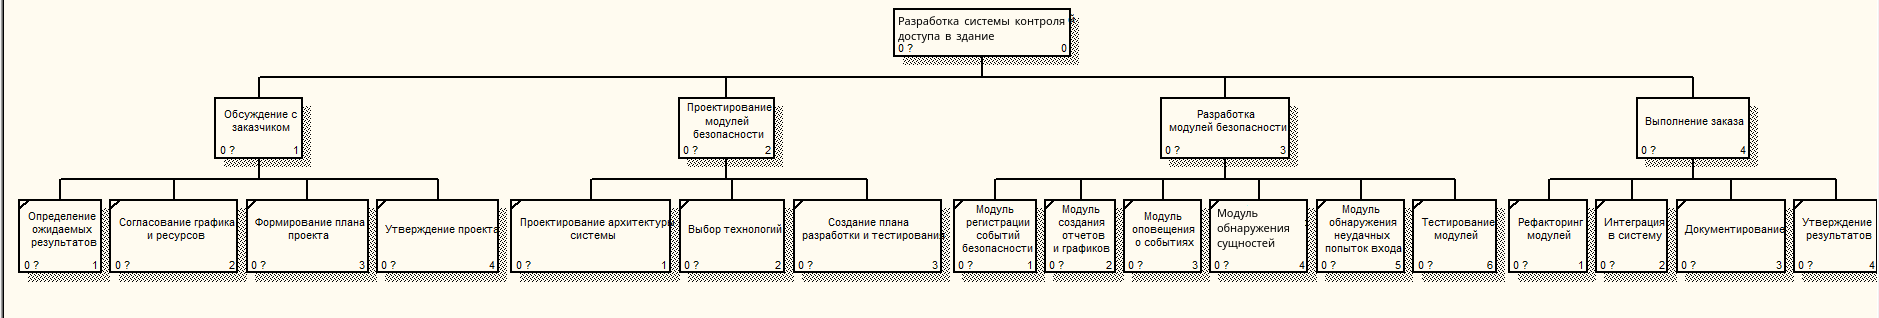 Разработка системы контроля
доступа в здание
0 ? 0
Обсуждение с
заказчиком
0 ? 1
Проектирование
модулей
безопасности
0 ? 2
Разработка
модулей безопасности
0 ? 3
Выполнение заказа
0 ? 4
Определение
ожидаемых
результатов
0 ? 1
Согласование графика
и ресурсов
0 ? 2
Формирование плана
проекта
0 ? 3
Утверждение проекта
0 ? 4
Проектирование архитектуры
системы
0 ? 1
Выбор технологий
0 ? 2
Создание плана
разработки и тестирования
0 ? 3
Модуль
регистрации
событий
безопасности
0 ? 1
Модуль
создания
отчетов
и графиков
0 ? 2
Модуль
оповещения
о событиях
0 ? 3
Модуль
обнаружения
сущностей
0 ? 4
Модуль
обнаружения
неудачных
попыток входа
0 ? 5
Тестирование
модулей
0 ? 6
Рефакторинг
модулей
0 ? 1
Интеграция
в систему
0 ? 2
Документирование
0 ? 3
Утверждение
результатов
0 ? 4